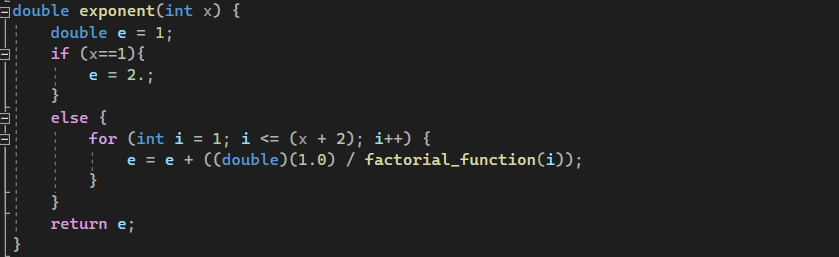 double exponent(int x) {
    double e = 1;
    if (x==1){
        e = 2.;
    }
    else {
        for (int i = 1; i <= (x + 2); i++) {
            e = e + ((double)(1.0) / factorial_function(i));
        }
    }
    return e;
}